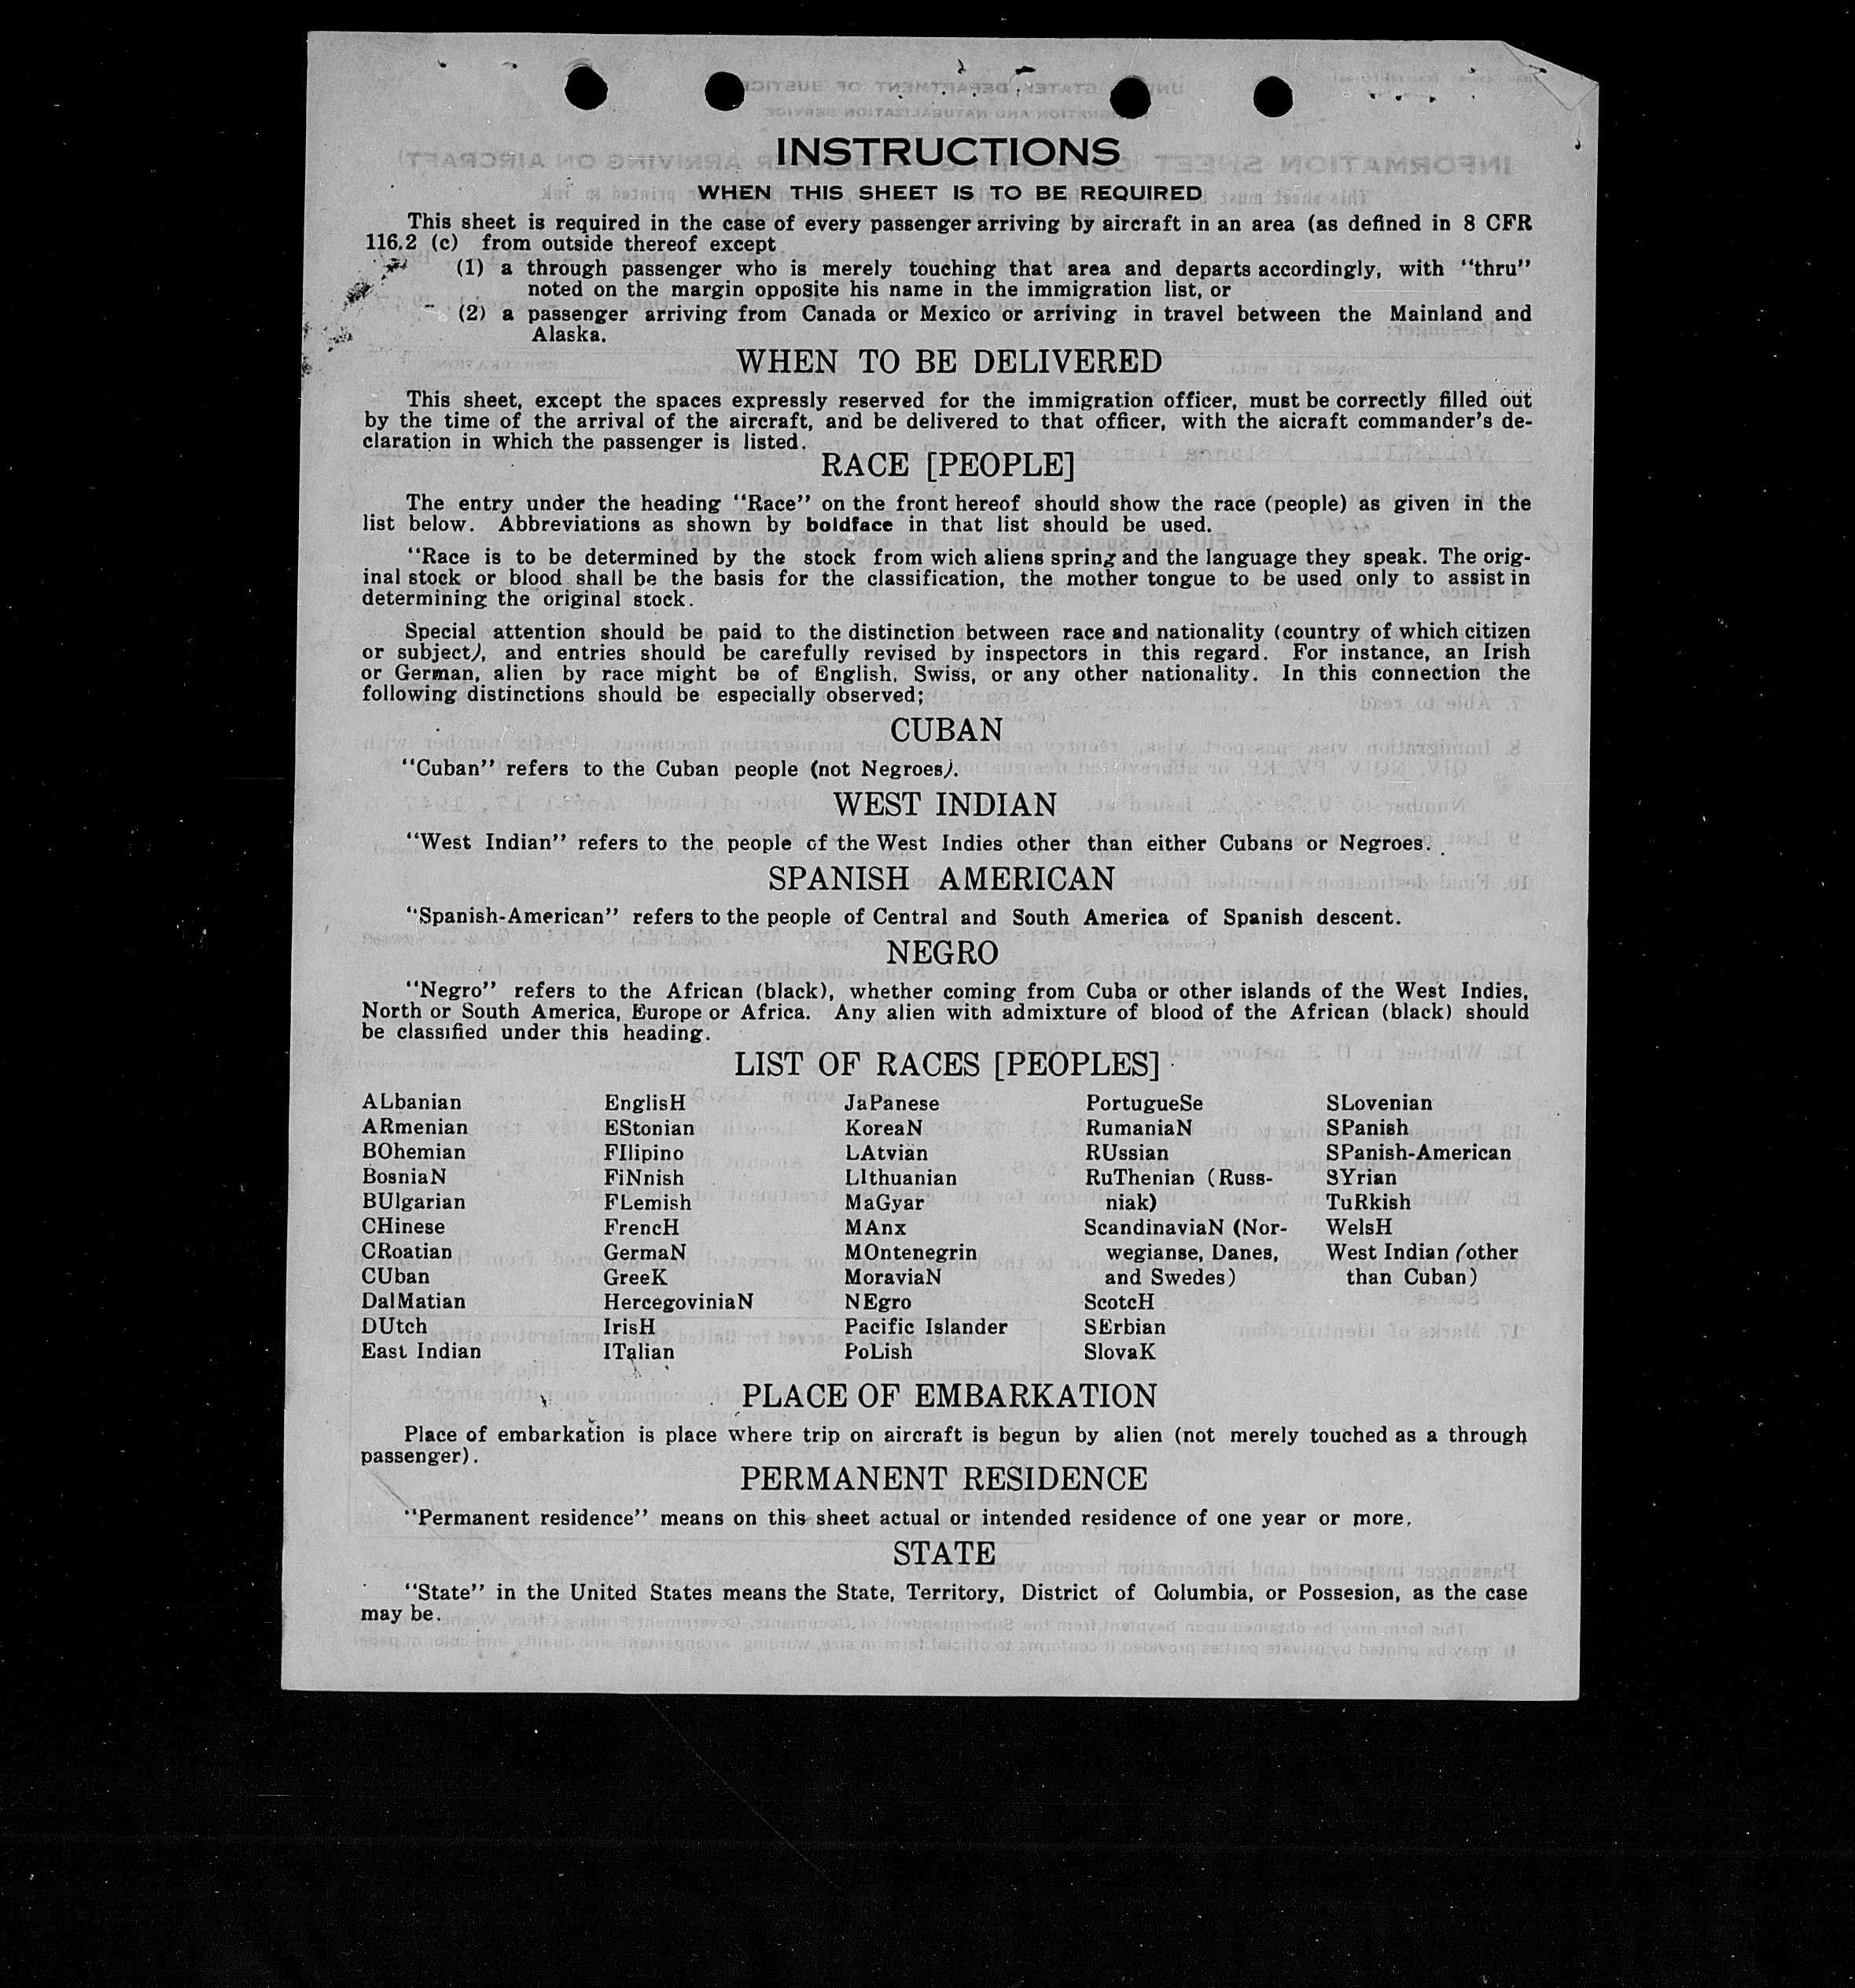 INSTRUCTIONS
WHEN THIS SHEET IS TO BE REQUIRED
This sheet is required in the case of every passenger arriving by aircraft in an area (as defined in 8 CFR
116.2 (c) from outside thereof except
(1) a through passenger who is merely touching that area and departs accordingly, with "thru"
noted on the margin opposite his name in the immigration list, or
(2) a passenger arriving from Canada or Mexico or arriving in travel between the Mainland and
Alaska.
WHEN TO BE DELIVERED
This sheet, except the spaces expressly reserved for the immigration officer, must be correctly filled out
by the time of the arrival of the aircraft, and be delivered to that officer, with the aicraft commander's de-
claration in which the passenger is listed.
RACE [PEOPLE]
The entry under the heading "Race" on the front hereof should show the race (people) as given in the
list below. Abbreviations as shown by boldface in that list should be used.
"Race is to be determined by the stock from wich aliens spring and the language they speak. The orig-
inal stock or blood shall be the basis for the classification, the mother tongue to be used only to assist in
determining the original stock.
Special attention should be paid to the distinction between race and nationality (country of which citizen
or subject), and entries should be carefully revised by inspectors in this regard. For instance, an Irish
or German, alien by race might be of English, Swiss, or any other nationality. In this connection the
following distinctions should be especially observed;
CUBAN
"Cuban" refers to the Cuban people (not Negroes).
WEST INDIAN
"West Indian" refers to the people of the West Indies other than either Cubans or Negroes.
SPANISH AMERICAN
"Spanish-American" refers to the people of Central and South America of Spanish descent.
NEGRO
"Negro" refers to the African (black), whether coming from Cuba or other islands of the West Indies,
North or South America, Europe or Africa. Any alien with admixture of blood of the African (black) should
be classified under this heading.
LIST OF RACES [PEOPLES]
ALbanian
ARmenian
BOhemian
BosniaN
BUlgarian
CHinese
CRoatian
CUban
DalMatian
DUtch
East Indian
EnglisH
EStonian
FIlipino
FiNnish
FLemish
FrencH
GermaN
GreeK
HercegoviniaN
IrisH
ITalian
JaPanese
KoreaN
LAtvian
LIthuanian
MaGyar
MAnx
MOntenegrin
MoraviaN
NEgro
Pacific Islander
PoLish
PortugueSe
RumaniaN
RUssian
RuThenian (Russ-
niak)
ScandinaviaN (Nor-
wegianse, Danes,
and Swedes)
ScotcH
SErbian
SlovaK
SLovenian
SPanish
SPanish-American
SYrian
TuRkish
WelsH
West Indian (other
than Cuban)
PLACE OF EMBARKATION
Place of embarkation is place where trip on aircraft is begun by alien (not merely touched as a through
passenger).
PERMANENT RESIDENCE
"Permanent residence" means on this sheet actual or intended residence of one year or more.
STATE
"State" in the United States means the State, Territory, District of Columbia, or Possesion, as the case
may be.